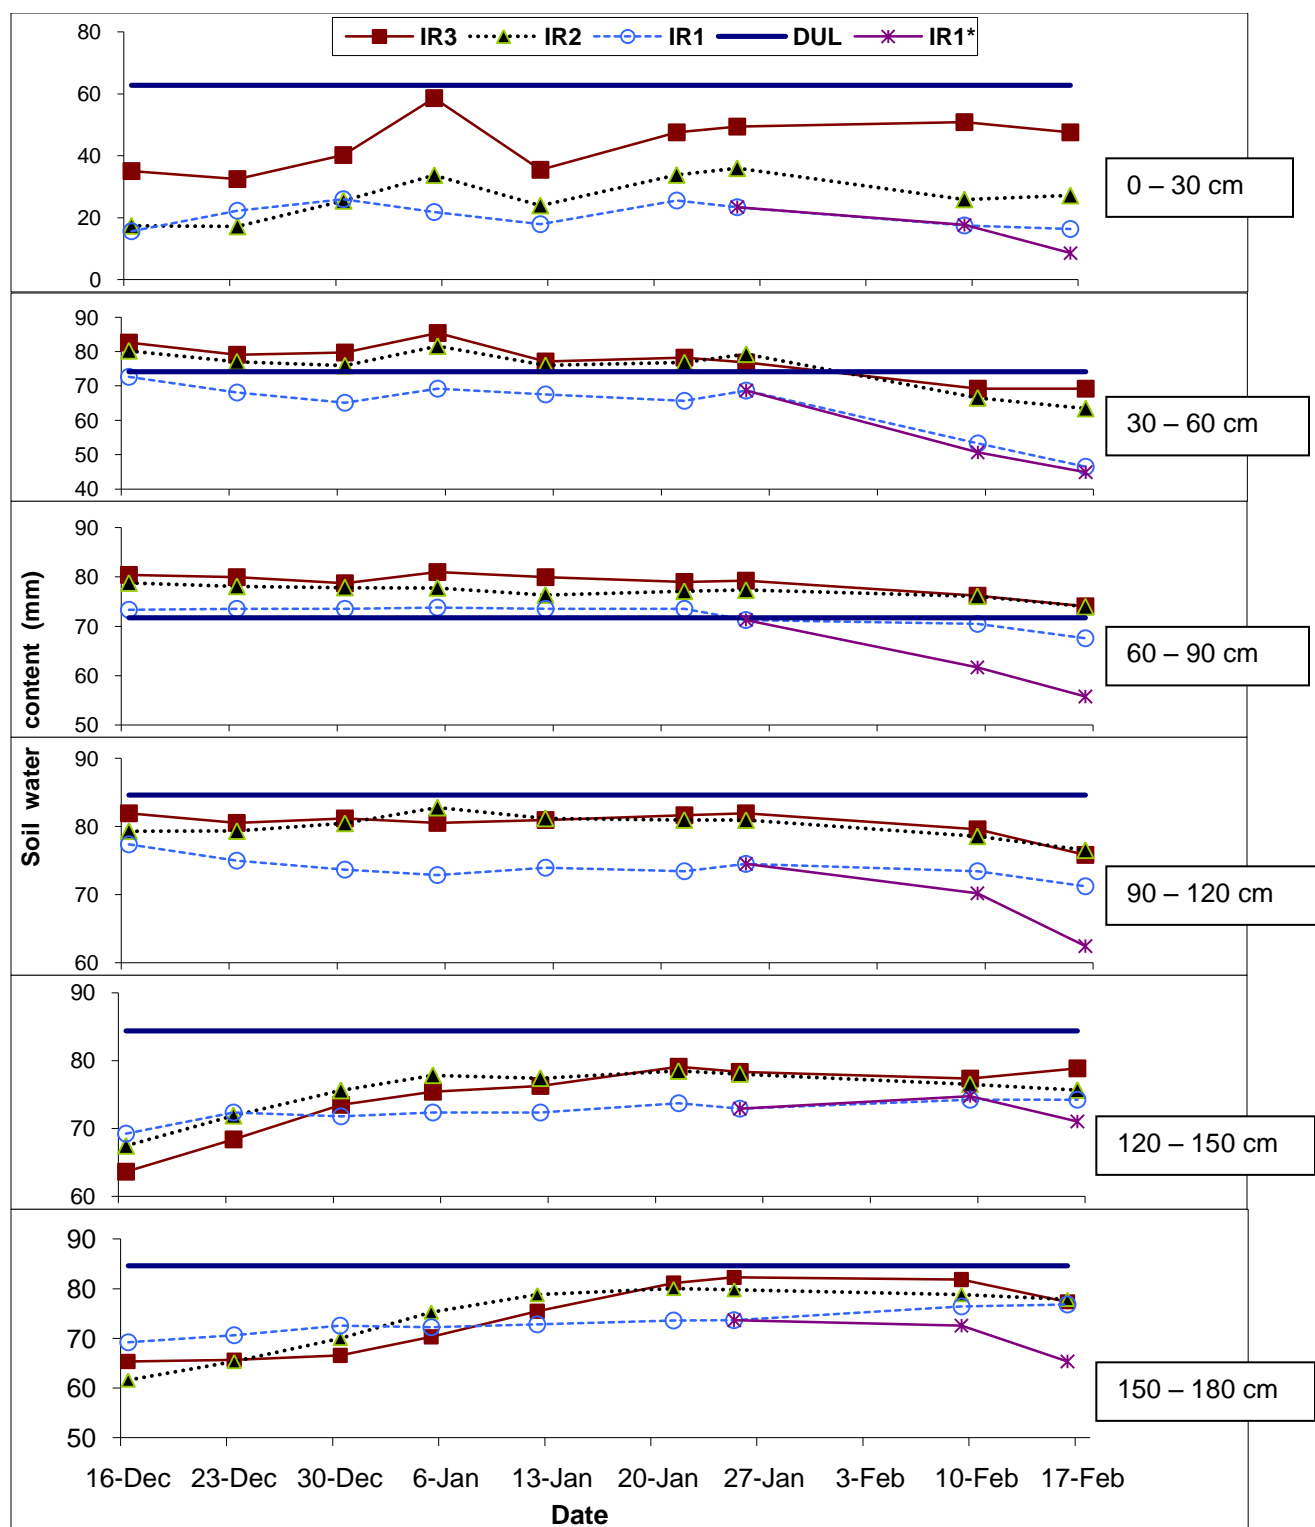 IR3 IR2 IR1 DUL IR1*
80
60
40
20
0
0 – 30 cm
90
80
70
60
50
40
30 – 60 cm
90
80
70
60
50
60 – 90 cm
Soil water content (mm)
90
80
70
60
90 – 120 cm
90
80
70
60
120 – 150 cm
90
80
70
60
50
150 – 180 cm
16-Dec 23-Dec 30-Dec 6-Jan 13-Jan 20-Jan 27-Jan 3-Feb 10-Feb 17-Feb
Date